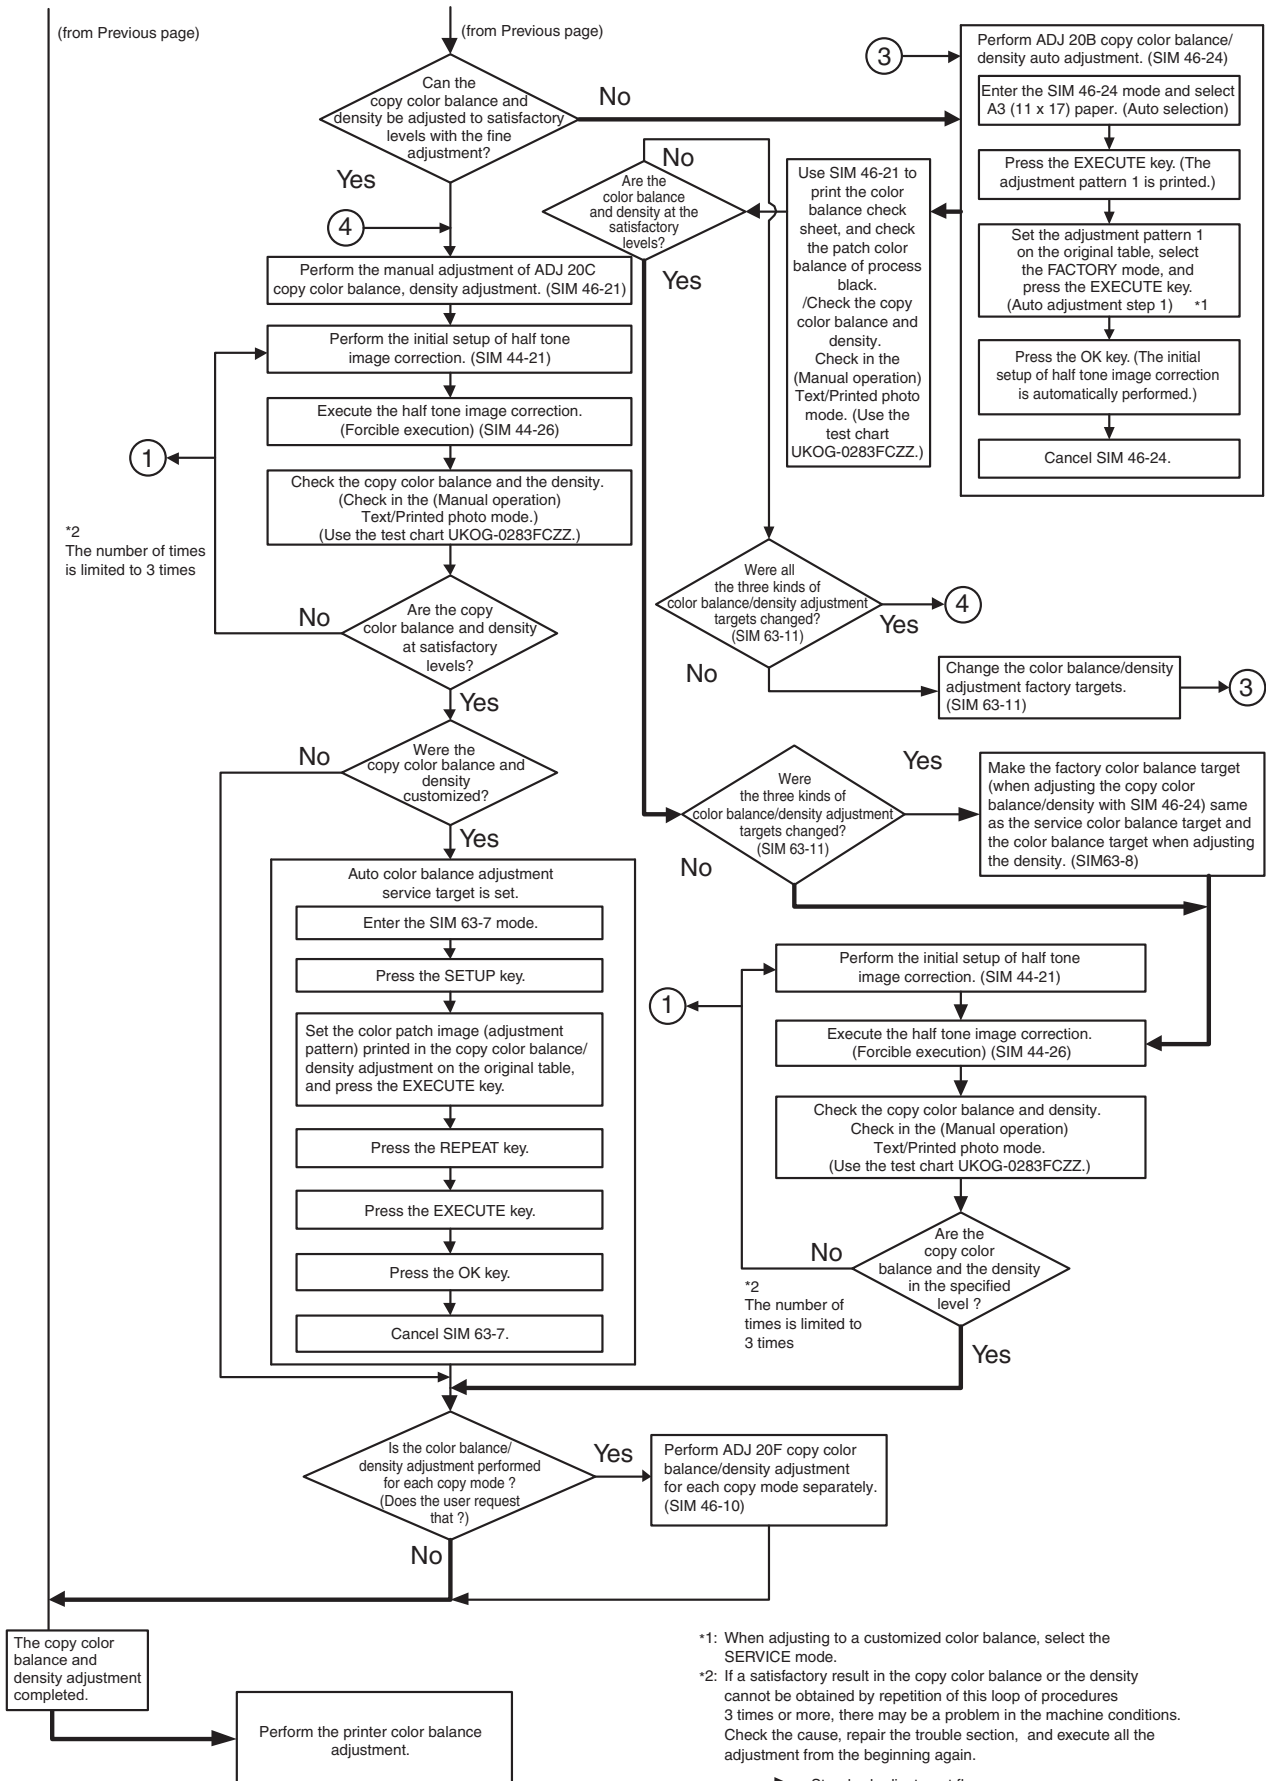 (from Previous page)
(from Previous page)
Can the
copy color balance and
density be adjusted to satisfactory
levels with the fine
adjustment?
No
Yes
4
Perform the manual adjustment of ADJ 20C
copy color balance, density adjustment. (SIM 46-21)
Perform the initial setup of half tone
image correction. (SIM 44-21)
Execute the half tone image correction.
(Forcible execution) (SIM 44-26)
1
Check the copy color balance and the density.
(Check in the (Manual operation)
Text/Printed photo mode.)
(Use the test chart UKOG-0283FCZZ.)
*2
The number of times
is limited to 3 times
No
Are the copy
color balance and density
at satisfactory
levels?
Yes
No
Were the
copy color balance and
density
customized?
Yes
Auto color balance adjustment
service target is set.
Enter the SIM 63-7 mode.
Press the SETUP key.
Set the color patch image (adjustment
pattern) printed in the copy color balance/
density adjustment on the original table,
and press the EXECUTE key.
Press the REPEAT key.
Press the EXECUTE key.
Press the OK key.
Cancel SIM 63-7.
3
Perform ADJ 20B copy color balance/
density auto adjustment. (SIM 46-24)
Enter the SIM 46-24 mode and select
A3 (11 x 17) paper. (Auto selection)
Press the EXECUTE key. (The
adjustment pattern 1 is printed.)
Set the adjustment pattern 1
on the original table, select
the FACTORY mode, and
press the EXECUTE key.
(Auto adjustment step 1) *1
Press the OK key. (The initial
setup of half tone image correction
is automatically performed.)
Cancel SIM 46-24.
Use SIM 46-21 to
print the color
balance check
sheet, and check
the patch color
balance of process
black.
/Check the copy
color balance and
density.
Check in the
(Manual operation)
Text/Printed photo
mode. (Use the
test chart
UKOG-0283FCZZ.)
No
Are the
color balance
and density at the
satisfactory
levels?
Yes
Were all
the three kinds of
color balance/density adjustment
targets changed?
(SIM 63-11)
Yes
4
No
Change the color balance/density
adjustment factory targets.
(SIM 63-11)
3
Were
the three kinds of
color balance/density adjustment
targets changed?
(SIM 63-11)
Yes
No
Make the factory color balance target
(when adjusting the copy color
balance/density with SIM 46-24) same
as the service color balance target and
the color balance target when adjusting
the density. (SIM63-8)
Perform the initial setup of half tone
image correction. (SIM 44-21)
1
Execute the half tone image correction.
(Forcible execution) (SIM 44-26)
Check the copy color balance and density.
Check in the (Manual operation)
Text/Printed photo mode.
(Use the test chart UKOG-0283FCZZ.)
Are the
copy color
balance and the density
in the specified
level ?
No
*2
The number of
times is limited to
3 times
Yes
Is the color balance/
density adjustment performed
for each copy mode ?
(Does the user request
that ?)
Yes
Perform ADJ 20F copy color
balance/density adjustment
for each copy mode separately.
(SIM 46-10)
No
The copy color
balance and
density adjustment
completed.
Perform the printer color balance
adjustment.
*1: When adjusting to a customized color balance, select the
SERVICE mode.
*2: If a satisfactory result in the copy color balance or the density
cannot be obtained by repetition of this loop of procedures
3 times or more, there may be a problem in the machine conditions.
Check the cause, repair the trouble section, and execute all the
adjustment from the beginning again.